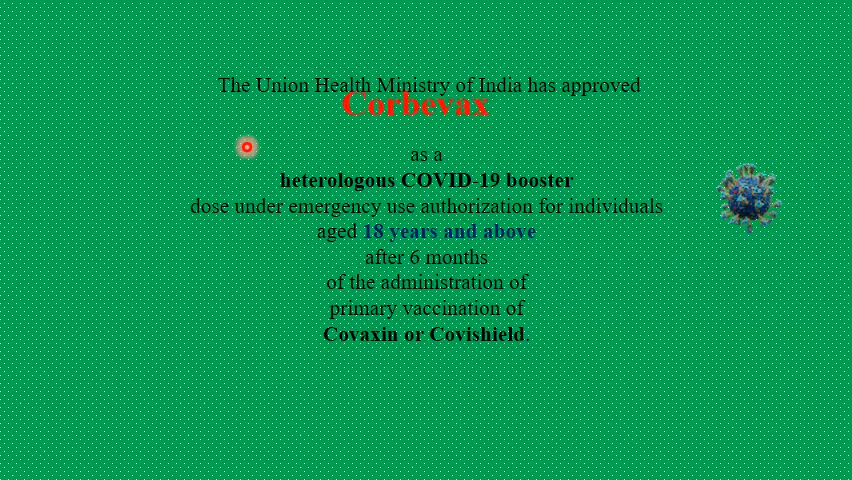 The Union Health Ministry of India has approved
Corbevax
as a
heterologous COVID-19 booster
dose under emergency use authorization for individuals
aged 18 years and above
after 6 months
of the administration of
primary vaccination of
Covaxin or Covishield.